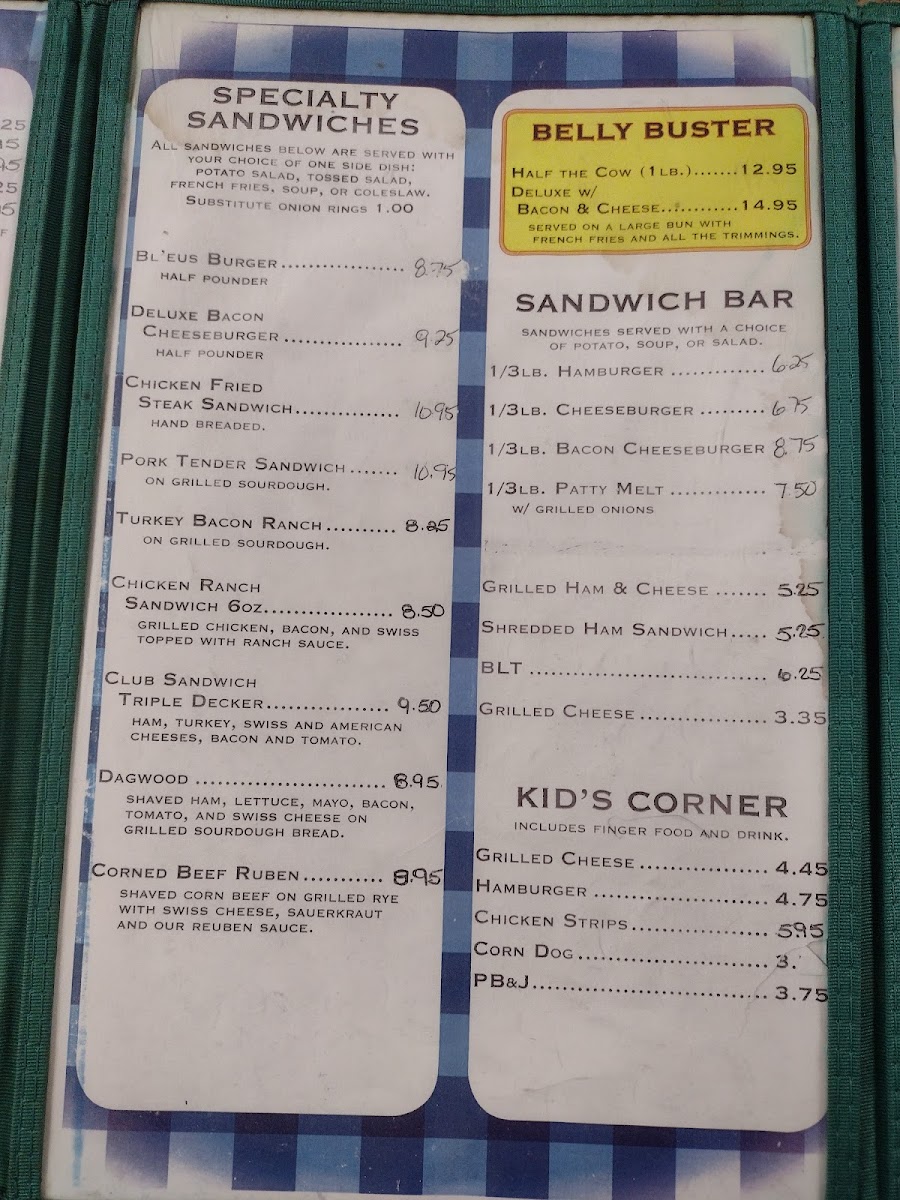 SPECIALTY
SANDWICHES
ALL SANDWICHES BELOW ARE SERVED WITH
YOUR CHOICE OF ONE SIDE DISH:
POTATO SALAD, TOSSED SALAD,
FRENCH FRIES, SOUP, OR COLESLAW.
SUBSTITUTE ONION RINGS 1.00
BL'EUS BURGER.................. 8.75
HALF POUNDER
DELUXE BACON
CHEESEBURGER................. 9.25
HALF POUNDER
CHICKEN FRIED
STEAK SANDWICH............... 10.95
HAND BREADED.
PORK TENDER SANDWICH....... 10.95
ON GRILLED SOURDOUGH.
TURKEY BACON RANCH.......... 8.25
ON GRILLED SOURDOUGH.
CHICKEN RANCH
SANDWICH 6OZ.................. 8.50
GRILLED CHICKEN, BACON, AND SWISS
TOPPED WITH RANCH SAUCE.
CLUB SANDWICH
TRIPLE DECKER.................. 9.50
HAM, TURKEY, SWISS AND AMERICAN
CHEESES, BACON AND TOMATO.
DAGWOOD ............................ 8.95
SHAVED HAM, LETTUCE, MAYO, BACON,
TOMATO, AND SWISS CHEESE ON
GRILLED SOURDOUGH BREAD.
CORNED BEEF RUBEN............ 8.95
SHAVED CORN BEEF ON GRILLED RYE
WITH SWISS CHEESE, SAUERKRAUT
AND OUR REUBEN SAUCE.
BELLY BUSTER
HALF THE COW (1LB.).......12.95
DELUXE W/
BACON & CHEESE...........14.95
SERVED ON A LARGE BUN WITH
FRENCH FRIES AND ALL THE TRIMMINGS.
SANDWICH BAR
SANDWICHES SERVED WITH A CHOICE
OF POTATO, SOUP, OR SALAD.
1/3LB. HAMBURGER ............. 6.25
1/3LB. CHEESEBURGER ......... 6.75
1/3LB. BACON CHEESEBURGER 8.75
1/3LB. PATTY MELT ............. 7.50
W/ GRILLED ONIONS
GRILLED HAM & CHEESE ....... 5.25
SHREDDED HAM SANDWICH..... 5.25
BLT ................................ 6.25
GRILLED CHEESE................. 3.35
KID'S CORNER
INCLUDES FINGER FOOD AND DRINK.
GRILLED CHEESE................. 4.45
HAMBURGER ....................... 4.75
CHICKEN STRIPS.................. 5.95
CORN DOG.......................... 3.
PB&J................................ 3.75